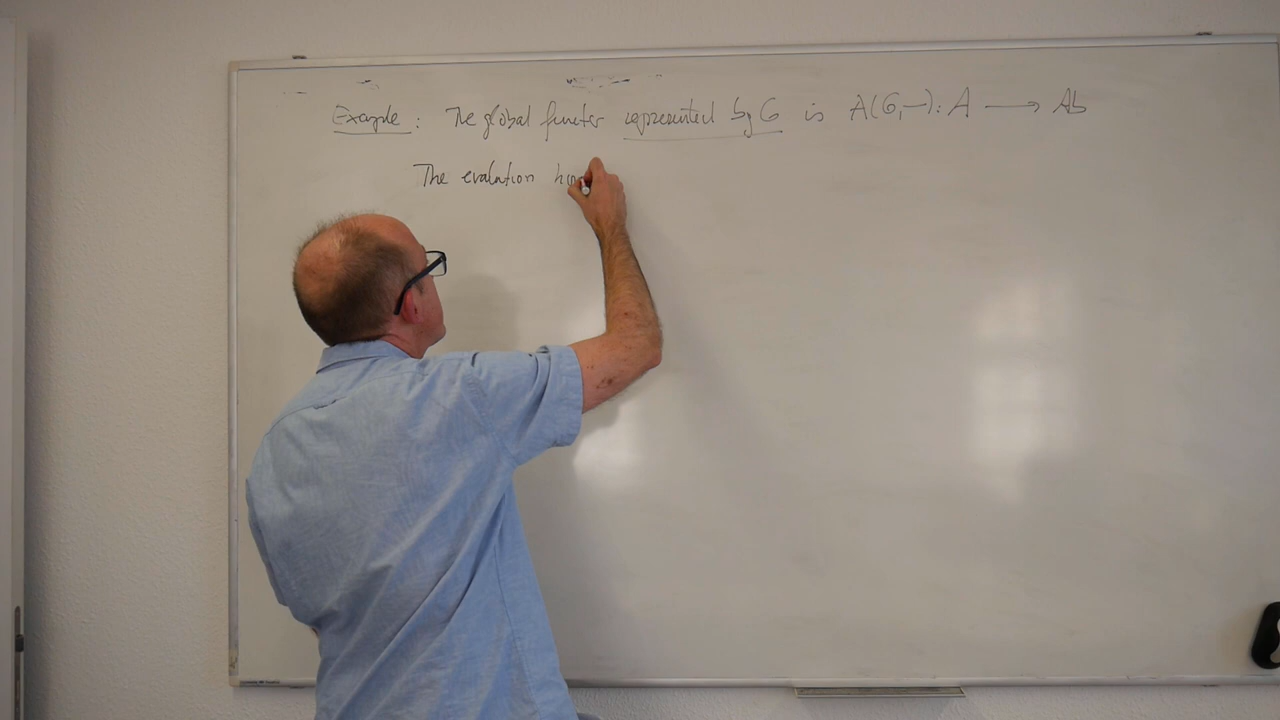 Example: The global functor represented by G is A(G,–): A ⟶ Ab
The evaluation